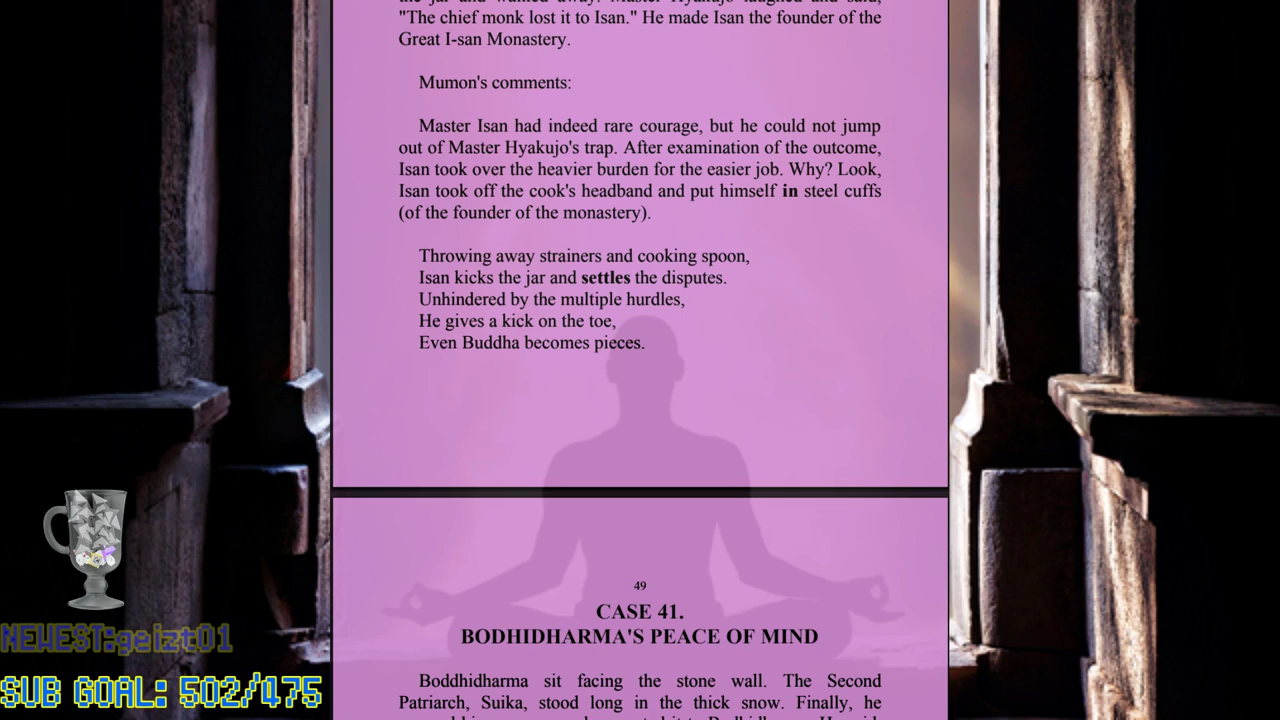 "The chief monk lost it to Isan." He made Isan the founder of the
Great I-san Monastery.
Mumon's comments:
Master Isan had indeed rare courage, but he could not jump
out of Master Hyakujo's trap. After examination of the outcome,
Isan took over the heavier burden for the easier job. Why? Look,
Isan took off the cook's headband and put himself in steel cuffs
(of the founder of the monastery).
Throwing away strainers and cooking spoon,
Isan kicks the jar and settles the disputes.
Unhindered by the multiple hurdles,
He gives a kick on the toe,
Even Buddha becomes pieces.
49
CASE 41.
BODHIDHARMA'S PEACE OF MIND
Boddhidharma sit facing the stone wall. The Second
Patriarch, Suika, stood long in the thick snow. Finally, he
NEWEST:geizt01
SUB GOAL: 502/475